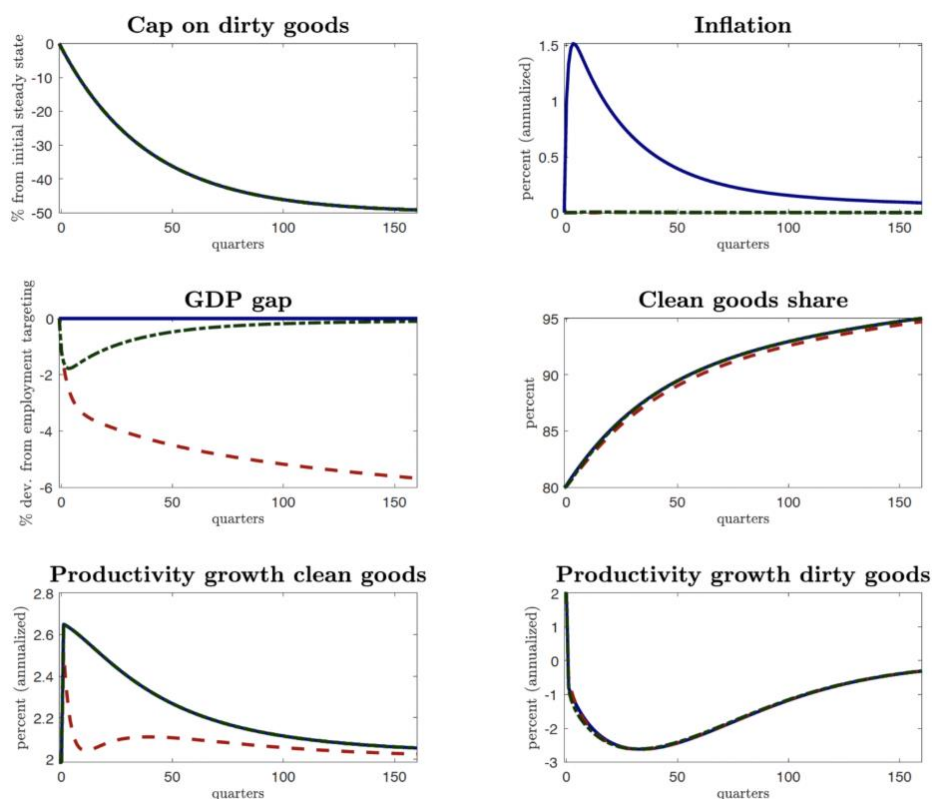 Cap on dirty goods
% from initial steady state
0
-10
-20
-30
-40
-50
0 50 100 150
quarters
Inflation
percent (annualized)
1.5
1
0.5
0
0 50 100 150
quarters
GDP gap
% dev. from employment targeting
0
-2
-4
-6
0 50 100 150
quarters
Clean goods share
percent
95
90
85
80
0 50 100 150
quarters
Productivity growth clean goods
percent (annualized)
2.8
2.6
2.4
2.2
2
0 50 100 150
quarters
Productivity growth dirty goods
percent (annualized)
2
1
0
-1
-2
-3
0 50 100 150
quarters